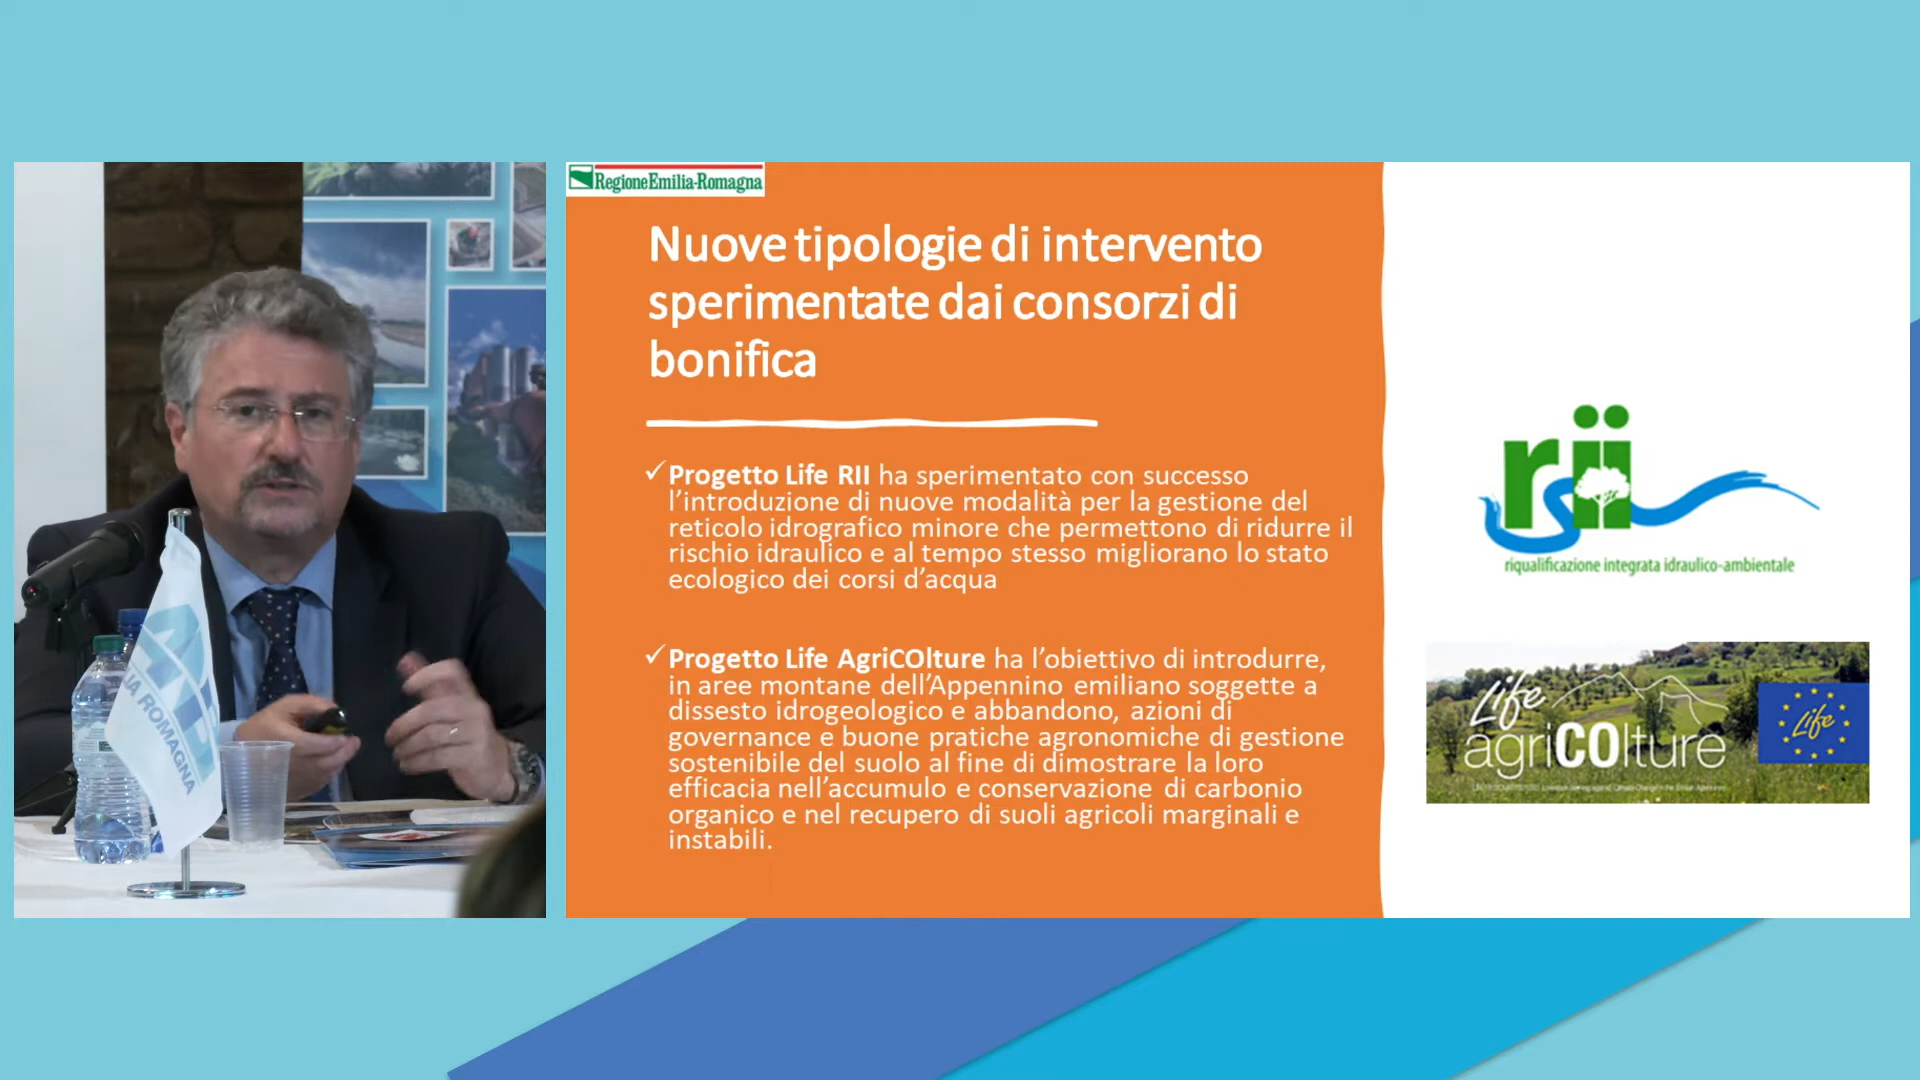 RegioneEmilia-Romagna
Nuove tipologie di intervento
sperimentate dai consorzi di
bonifica
✓Progetto Life RII ha sperimentato con successo
l’introduzione di nuove modalità per la gestione del
reticolo idrografico minore che permettono di ridurre il
rischio idraulico e al tempo stesso migliorano lo stato
ecologico dei corsi d’acqua
✓Progetto Life AgriCOlture ha l’obiettivo di introdurre,
in aree montane dell’Appennino emiliano soggette a
dissesto idrogeologico e abbandono, azioni di
governance e buone pratiche agronomiche di gestione
sostenibile del suolo al fine di dimostrare la loro
efficacia nell’accumulo e conservazione di carbonio
organico e nel recupero di suoli agricoli marginali e
instabili.
rii
riqualificazione integrata idraulico-ambientale
Life
agriCOlture
Life
ROMAGNA